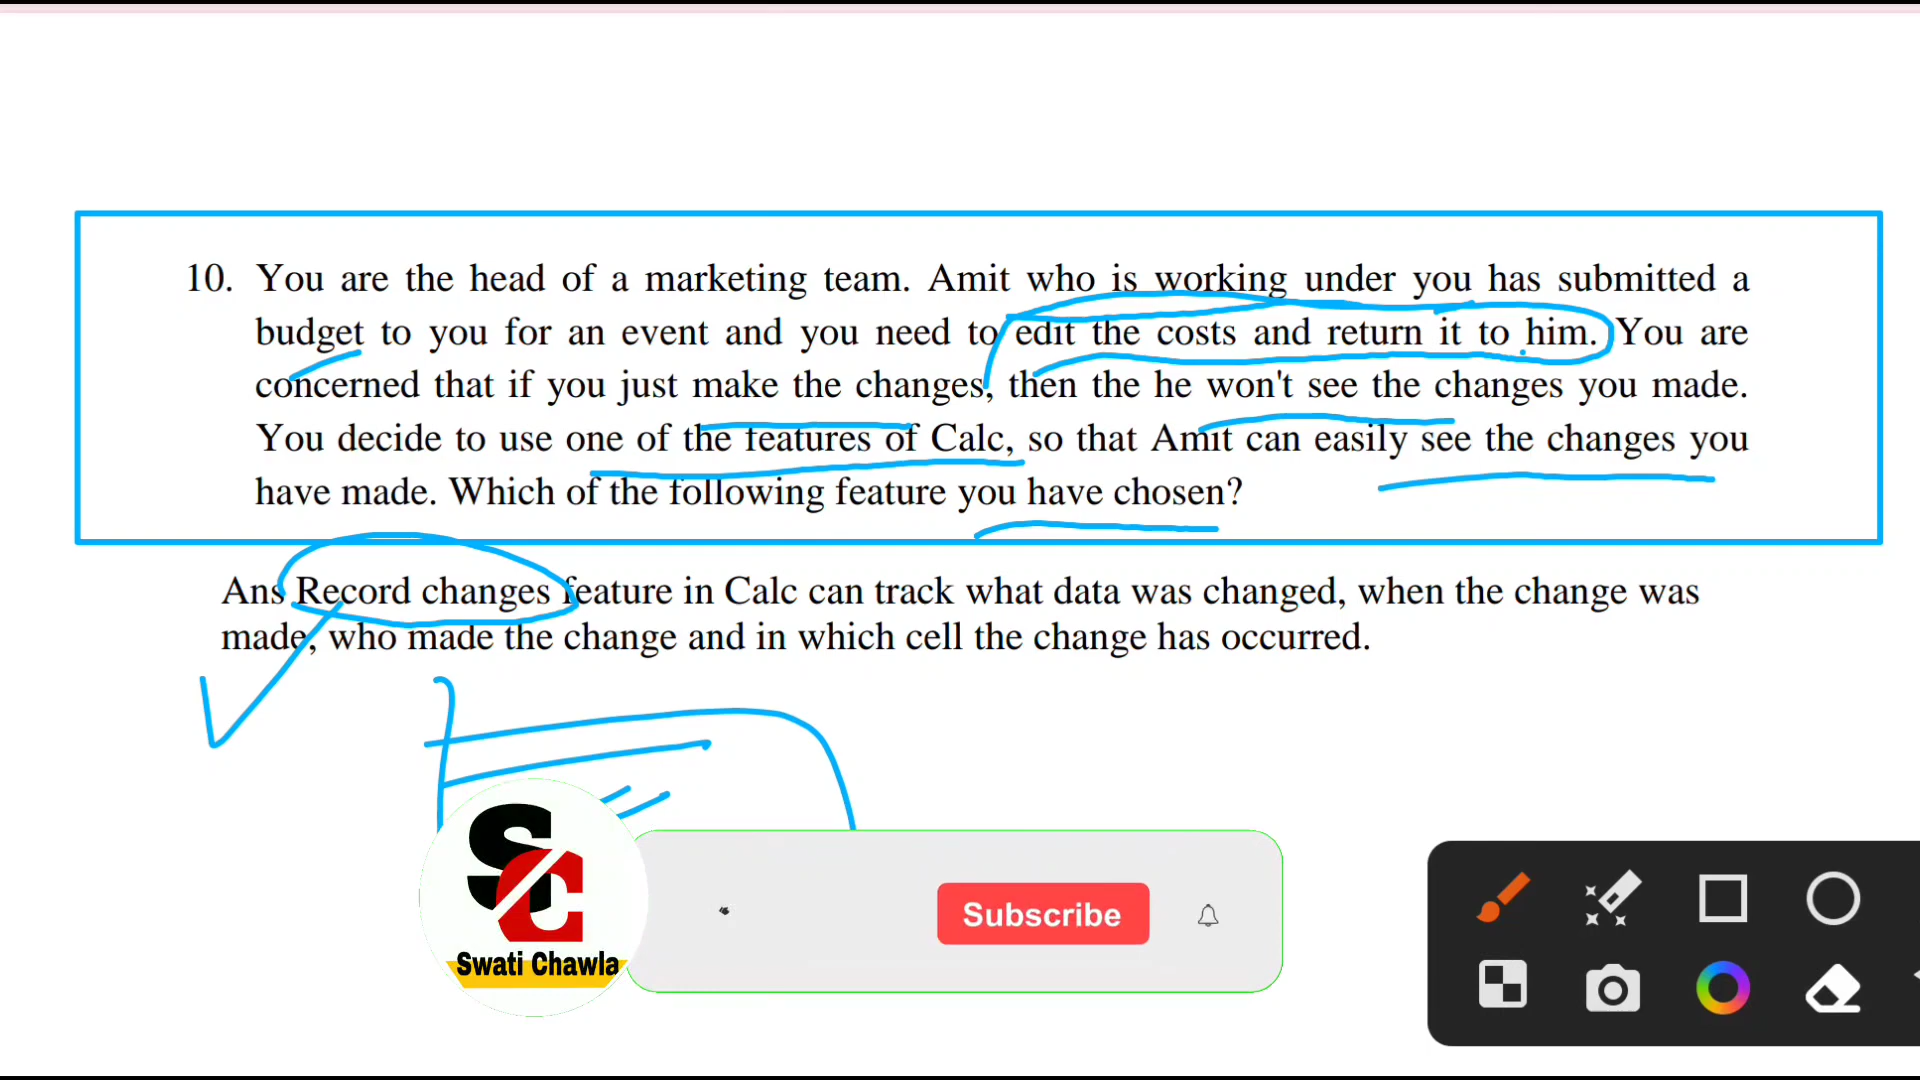 10. You are the head of a marketing team. Amit who is working under you has submitted a
budget to you for an event and you need to edit the costs and return it to him. You are
concerned that if you just make the changes, then the he won't see the changes you made.
You decide to use one of the features of Calc, so that Amit can easily see the changes you
have made. Which of the following feature you have chosen?
Ans Record changes feature in Calc can track what data was changed, when the change was
made, who made the change and in which cell the change has occurred.
SC
Swati Chawla
Subscribe